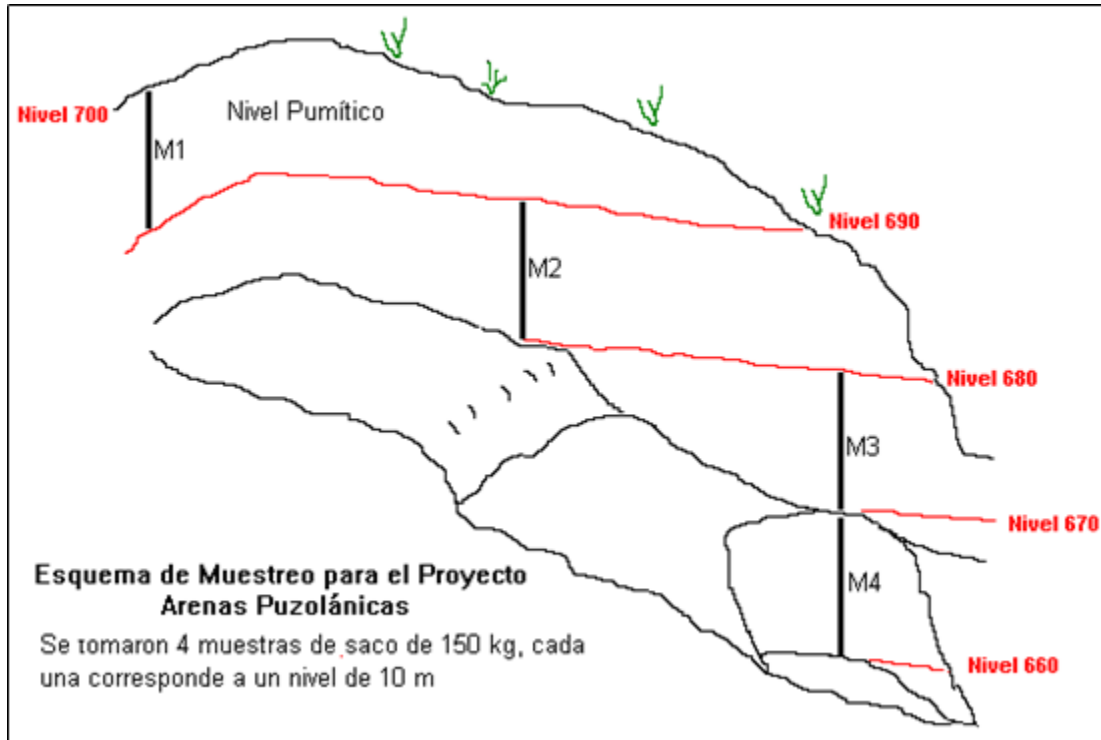 Nivel 700
Nivel Pumítico
M1
Nivel 690
M2
Nivel 680
M3
Nivel 670
M4
Nivel 660
Esquema de Muestreo para el Proyecto
Arenas Puzolánicas
Se tomaron 4 muestras de saco de 150 kg, cada
una corresponde a un nivel de 10 m